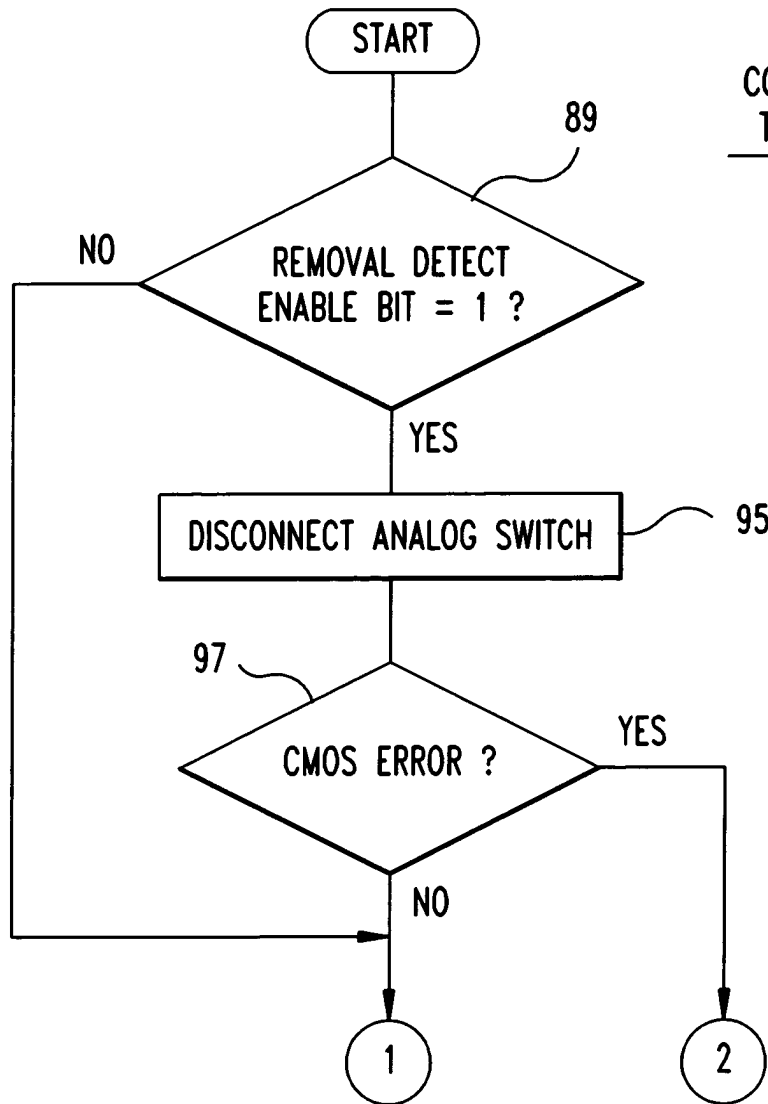 START
89
NO
REMOVAL DETECT
ENABLE BIT = 1 ?
YES
DISCONNECT ANALOG SWITCH
95
97
CMOS ERROR ?
YES
NO
1
2